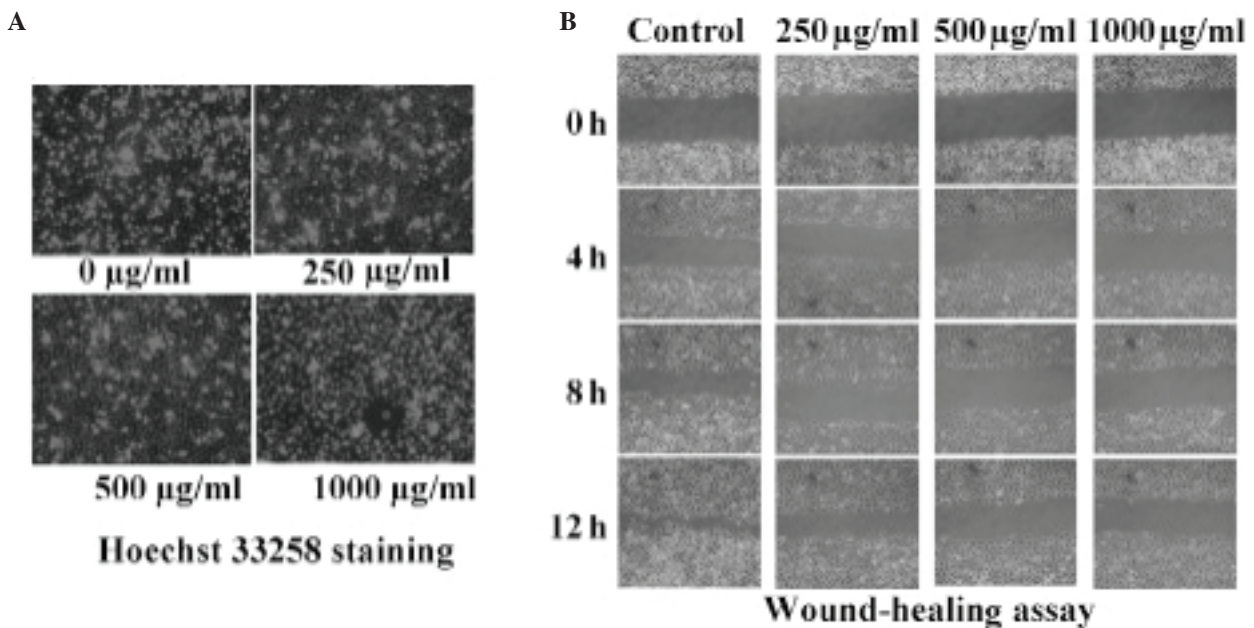 A
0 µg/ml 250 µg/ml
500 µg/ml 1000 µg/ml
Hoechst 33258 staining
B
Control 250 µg/ml 500 µg/ml 1000 µg/ml
0 h
4 h
8 h
12 h
Wound-healing assay